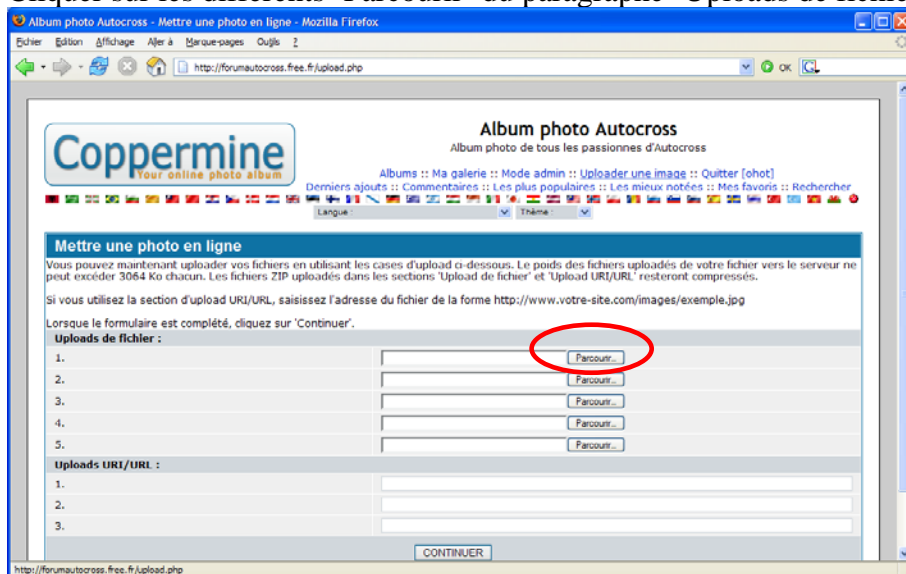 Cliquer sur les différents "Parcourir" du paragraphe "Uploads de fichie
Album photo Autocross - Mettre une photo en ligne - Mozilla Firefox
Fichier Edition Affichage Aller à Marque-pages Outils ?
http://forumautocross.free.fr/upload.php OK G
Coppermine
Your online photo album
Album photo Autocross
Album photo de tous les passionnes d'Autocross
Albums :: Ma galerie :: Mode admin :: Uploader une image :: Quitter [ohot]
Derniers ajouts :: Commentaires :: Les plus populaires :: Les mieux notées :: Mes favoris :: Rechercher
Langue : Thème :
Mettre une photo en ligne
Vous pouvez maintenant uploader vos fichiers en utilisant les cases d'upload ci-dessous. Le poids des fichiers uploadés de votre fichier vers le serveur ne
peut excéder 3064 Ko chacun. Les fichiers ZIP uploadés dans les sections 'Upload de fichier' et 'Upload URI/URL' resteront compressés.
Si vous utilisez la section d'upload URI/URL, saisissez l'adresse du fichier de la forme http://www.votre-site.com/images/exemple.jpg
Lorsque le formulaire est complété, cliquez sur 'Continuer'.
Uploads de fichier :
1. Parcourir...
2. Parcourir...
3. Parcourir...
4. Parcourir...
5. Parcourir...
Uploads URI/URL :
1.
2.
3.
CONTINUER
http://forumautocross.free.fr/upload.php